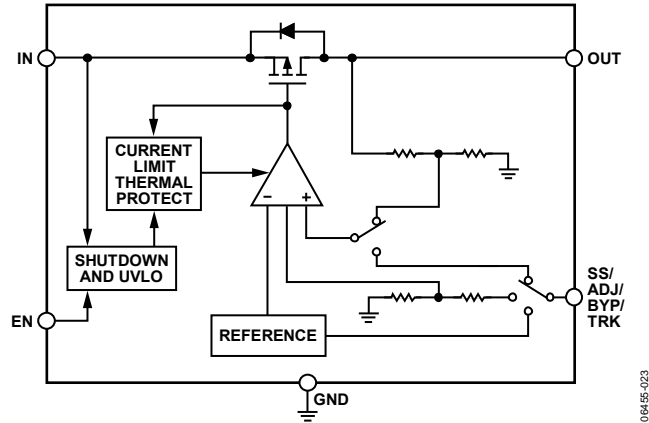 IN
OUT
CURRENT
LIMIT
THERMAL
PROTECT
–
+
SHUTDOWN
AND UVLO
SS/
ADJ/
BYP/
TRK
EN
REFERENCE
GND
06455-023